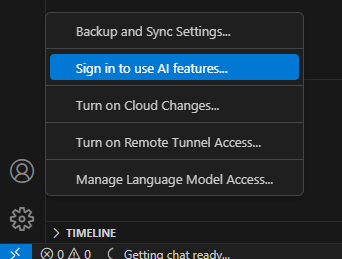 Backup and Sync Settings...
Sign in to use AI features...
Turn on Cloud Changes...
Turn on Remote Tunnel Access...
Manage Language Model Access...
TIMELINE
0 0 Getting chat ready...